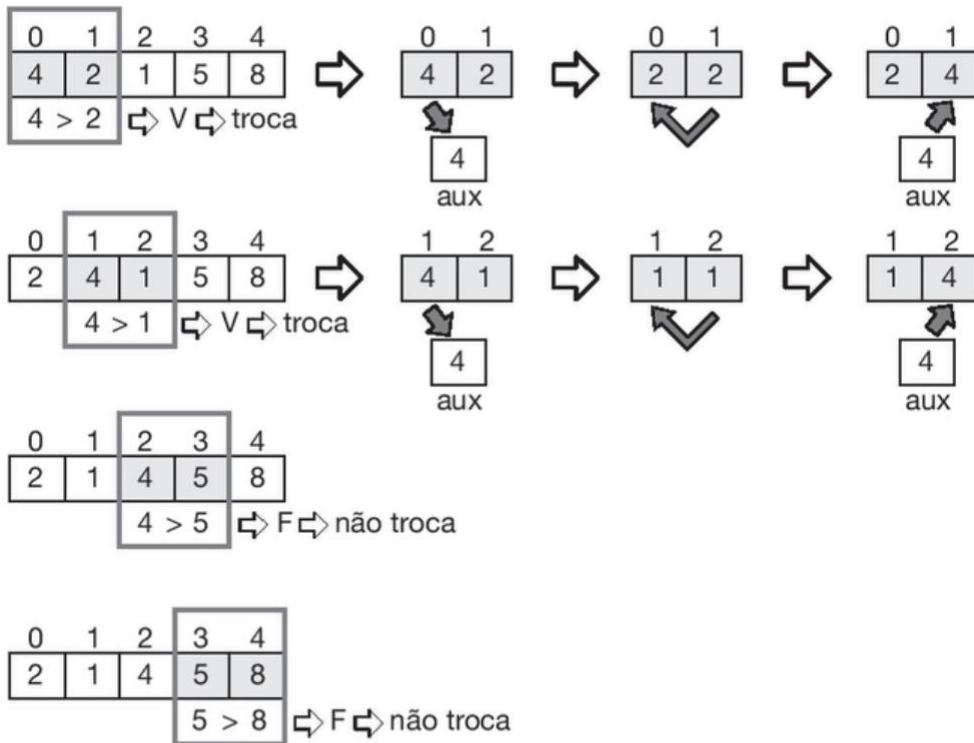 0 1 2 3 4 0 1 0 1 0 1
4 2 1 5 8 4 2 2 2 2 4
4 > 2 V troca
4 4
aux aux
0 1 2 3 4 1 2 1 2 1 2
2 4 1 5 8 4 1 1 1 1 4
4 > 1 V troca
4 4
aux aux
0 1 2 3 4
2 1 4 5 8
4 > 5 F não troca
0 1 2 3 4
2 1 4 5 8
5 > 8 F não troca